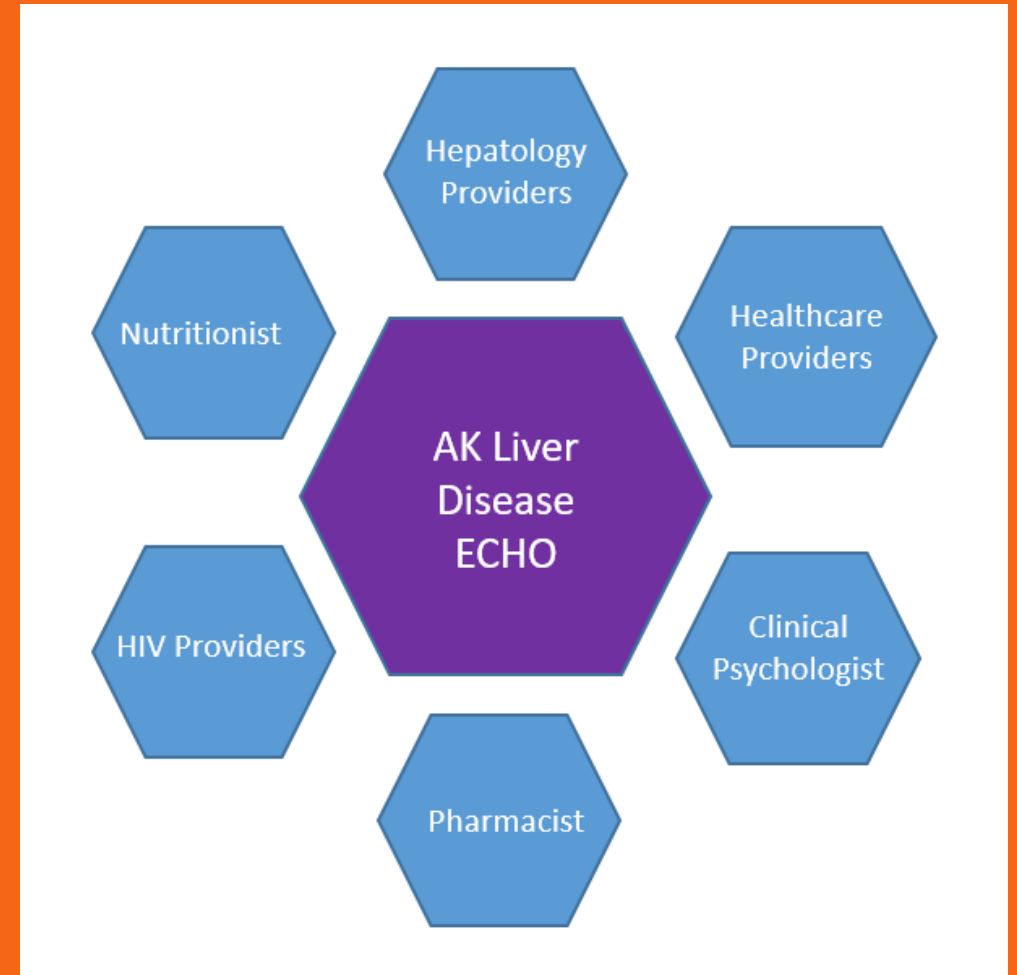 Hepatology
Providers
Healthcare
Providers
Nutritionist
AK Liver
Disease
ECHO
Clinical
Psychologist
HIV Providers
Pharmacist